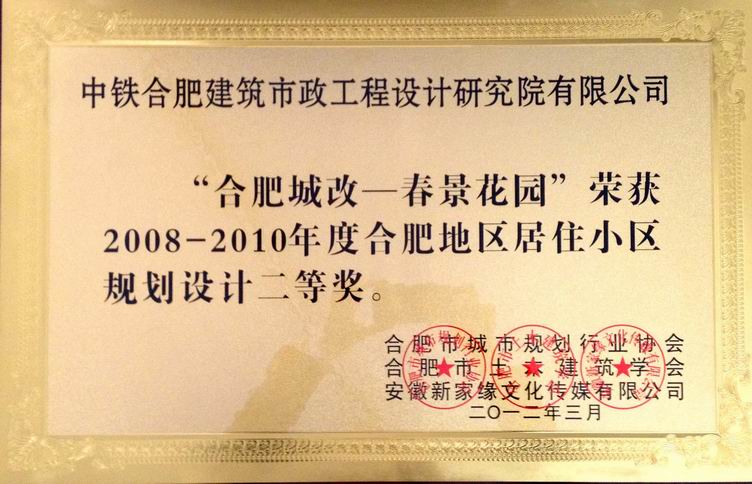 中铁合肥建筑市政工程设计研究院有限公司
“合肥城改—春景花园”荣获
2008-2010年度合肥地区居住小区
规划设计二等奖。
合肥市城市规划行业协会
合肥市土木建筑学会
安徽新家缘文化传媒有限公司
二〇一二年三月